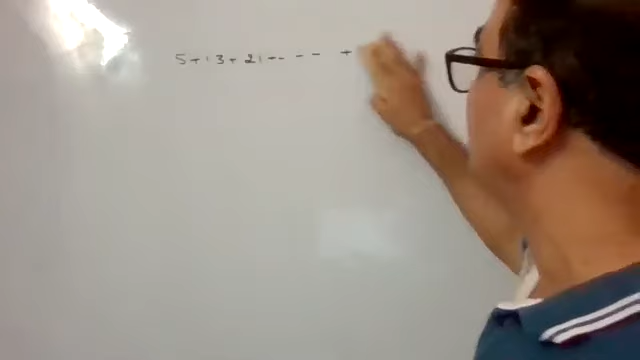 5+13+21+---- +